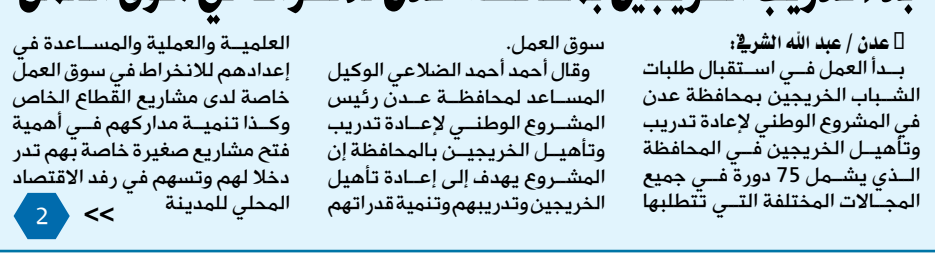 عدن / عبد الله الشرفي:
بدأ العمل في استقبال طلبات
الشباب الخريجين بمحافظة عدن
في المشروع الوطني لإعادة تدريب
وتأهيل الخريجين في المحافظة
الذي يشمل 75 دورة في جميع
المجالات المختلفة التي تتطلبها
سوق العمل.
وقال أحمد أحمد الضلاعي الوكيل
المساعد لمحافظة عدن رئيس
المشروع الوطني لإعادة تدريب
وتأهيل الخريجين بالمحافظة إن
المشروع يهدف إلى إعادة تأهيل
الخريجين وتدريبهم وتنمية قدراتهم
العلمية والعملية والمساعدة في
إعدادهم للانخراط في سوق العمل
خاصة لدى مشاريع القطاع الخاص
وكذا تنمية مداركهم في أهمية
فتح مشاريع صغيرة خاصة بهم تدر
دخلا لهم وتسهم في رفد الاقتصاد
المحلي للمدينة
>> 2